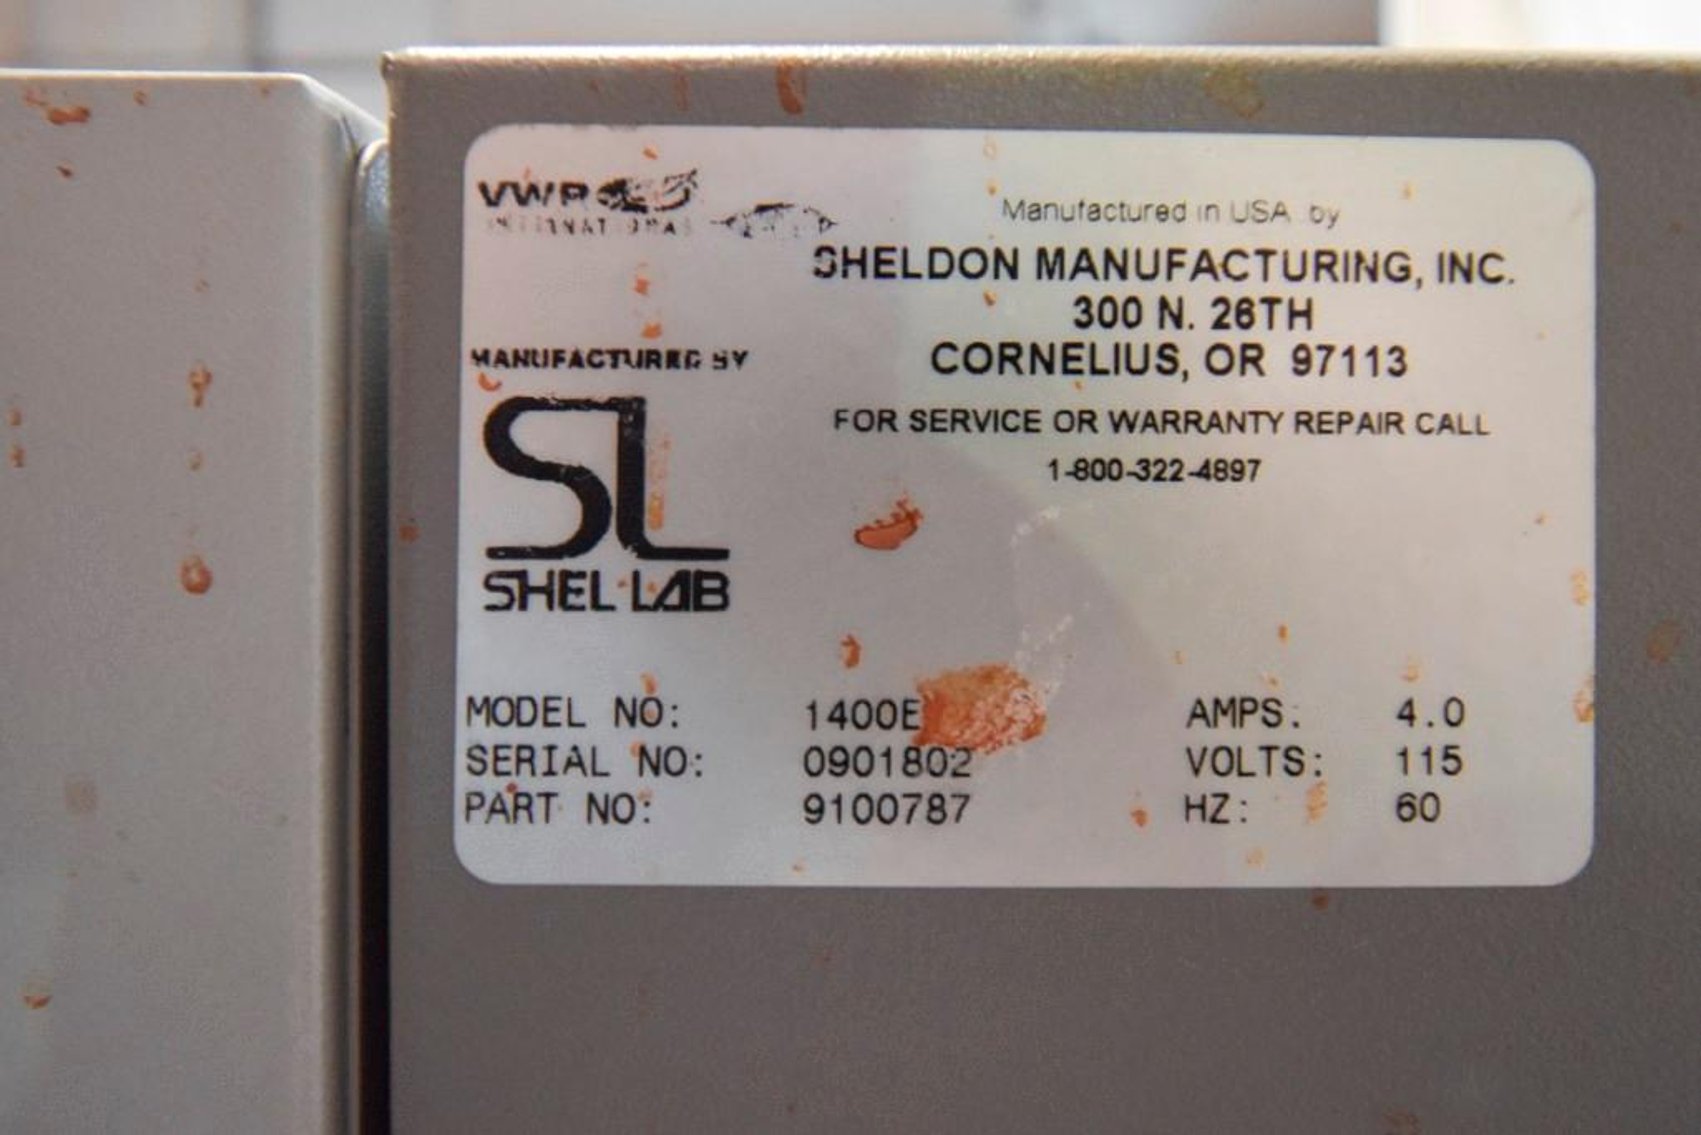 VWR
INTERNATIONAL
Manufactured in USA by
SHELDON MANUFACTURING, INC.
300 N. 26TH
CORNELIUS, OR 97113
FOR SERVICE OR WARRANTY REPAIR CALL
1-800-322-4897
MANUFACTURED BY
SL
SHEL LAB
MODEL NO: 1400E AMPS: 4.0
SERIAL NO: 0901802 VOLTS: 115
PART NO: 9100787 HZ: 60